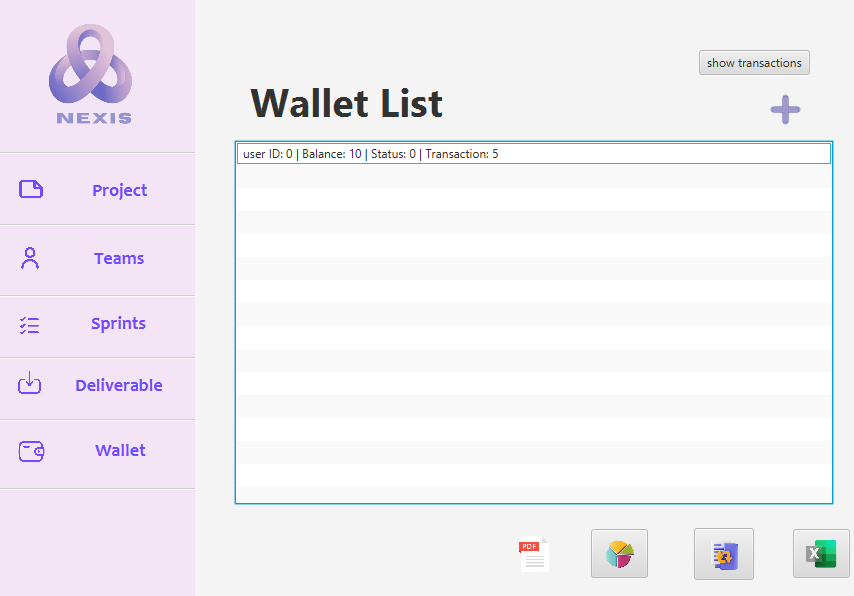 NEXIS
Project
Teams
Sprints
Deliverable
Wallet
show transactions
Wallet List
user ID: 0 | Balance: 10 | Status: 0 | Transaction: 5
PDF
X